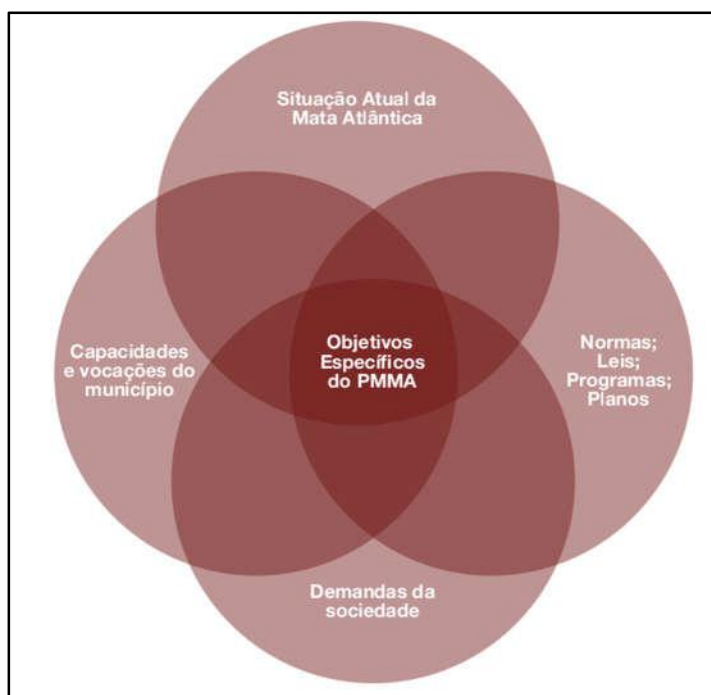 Situação Atual da
Mata Atlântica
Capacidades
e vocações do
município
Objetivos
Específicos
do PMMA
Normas;
Leis;
Programas;
Planos
Demandas da
sociedade